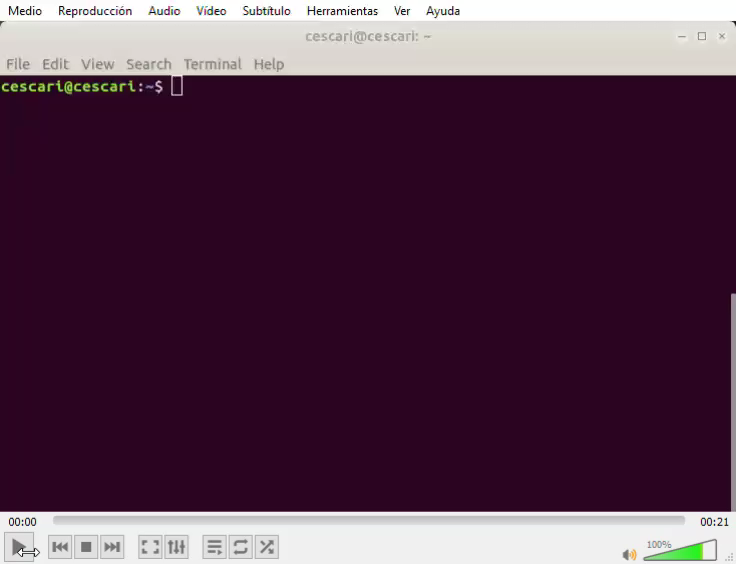 Medio Reproducción Audio Vídeo Subtítulo Herramientas Ver Ayuda
cescari@cescari: ~
File Edit View Search Terminal Help
cescari@cescari:~$
00:00 00:21
100%